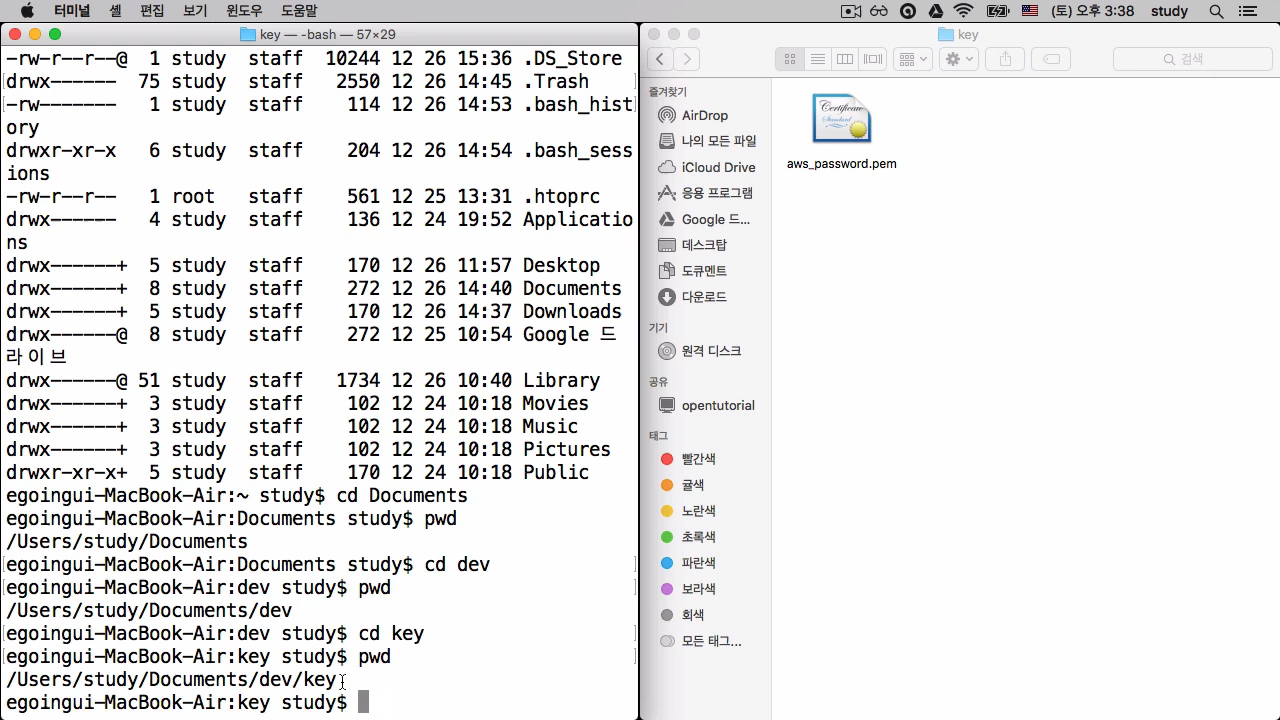 터미널 셸 편집 보기 윈도우 도움말 (토) 오후 3:38 study
key — -bash — 57×29
-rw-r--r--@ 1 study staff 10244 12 26 15:36 .DS_Store
drwx------ 75 study staff 2550 12 26 14:45 .Trash
-rw------- 1 study staff 114 12 26 14:53 .bash_hist
ory
drwxr-xr-x 6 study staff 204 12 26 14:54 .bash_sess
ions
-rw-r--r-- 1 root staff 561 12 25 13:31 .htoprc
drwx------ 4 study staff 136 12 24 19:52 Applicatio
ns
drwx------+ 5 study staff 170 12 26 11:57 Desktop
drwx------+ 8 study staff 272 12 26 14:40 Documents
drwx------+ 5 study staff 170 12 26 14:37 Downloads
drwx------@ 8 study staff 272 12 25 10:54 Google 드
라이브
drwx------@ 51 study staff 1734 12 26 10:40 Library
drwx------+ 3 study staff 102 12 24 10:18 Movies
drwx------+ 3 study staff 102 12 24 10:18 Music
drwx------+ 3 study staff 102 12 24 10:18 Pictures
drwxr-xr-x+ 5 study staff 170 12 24 10:18 Public
egoingui-MacBook-Air:~ study$ cd Documents
egoingui-MacBook-Air:Documents study$ pwd
/Users/study/Documents
egoingui-MacBook-Air:Documents study$ cd dev
egoingui-MacBook-Air:dev study$ pwd
/Users/study/Documents/dev
egoingui-MacBook-Air:dev study$ cd key
egoingui-MacBook-Air:key study$ pwd
/Users/study/Documents/dev/key
egoingui-MacBook-Air:key study$
key
검색
즐겨찾기
AirDrop
나의 모든 파일
iCloud Drive
응용 프로그램
Google 드...
데스크탑
도큐멘트
다운로드
기기
원격 디스크
공유
opentutorial
태그
빨간색
귤색
노란색
초록색
파란색
보라색
회색
모든 태그...
Certificate
Standard
aws_password.pem